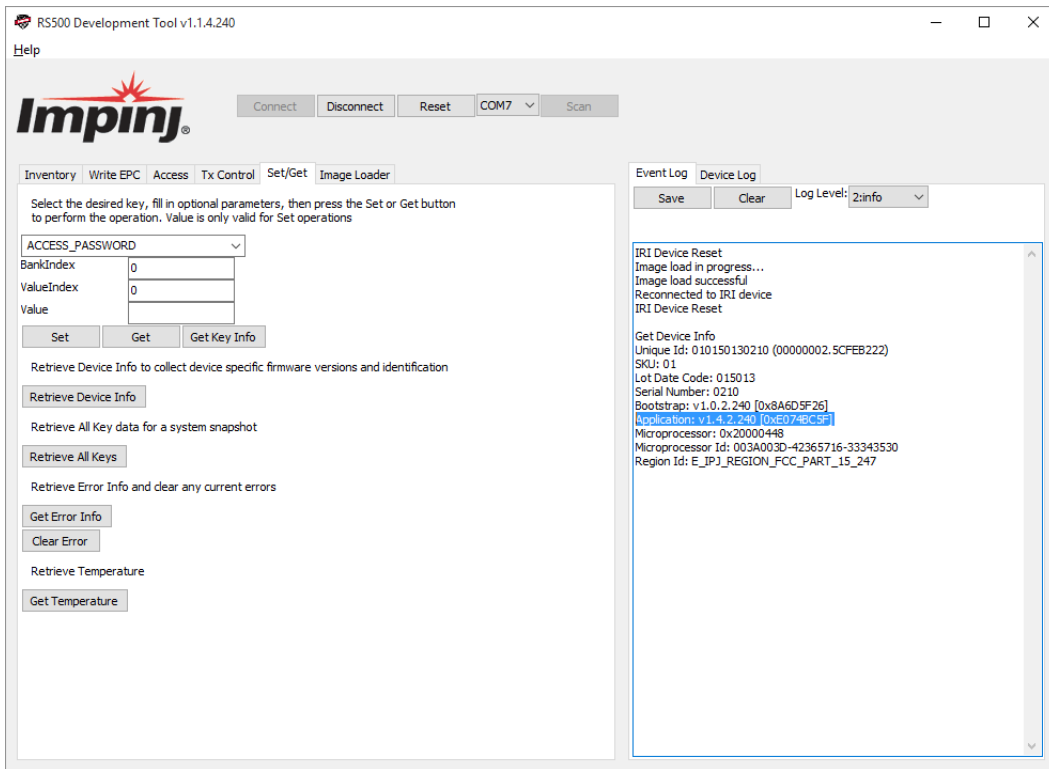 RS500 Development Tool v1.1.4.240
Help
Impinj®
Connect Disconnect Reset COM7 Scan
Inventory Write EPC Access Tx Control Set/Get Image Loader
Select the desired key, fill in optional parameters, then press the Set or Get button
to perform the operation. Value is only valid for Set operations
ACCESS_PASSWORD
BankIndex 0
ValueIndex 0
Value
Set Get Get Key Info
Retrieve Device Info to collect device specific firmware versions and identification
Retrieve Device Info
Retrieve All Key data for a system snapshot
Retrieve All Keys
Retrieve Error Info and clear any current errors
Get Error Info
Clear Error
Retrieve Temperature
Get Temperature
Event Log Device Log
Save Clear Log Level: 2:info
IRI Device Reset
Image load in progress...
Image load successful
Reconnected to IRI device
IRI Device Reset
Get Device Info
Unique Id: 010150130210 (00000002.5CFEB222)
SKU: 01
Lot Date Code: 015013
Serial Number: 0210
Bootstrap: v1.0.2.240 [0x8A6D5F26]
Application: v1.4.2.240 [0xE074BC5F]
Microprocessor: 0x20000448
Microprocessor Id: 003A003D-42365716-33343530
Region Id: E_IPJ_REGION_FCC_PART_15_247